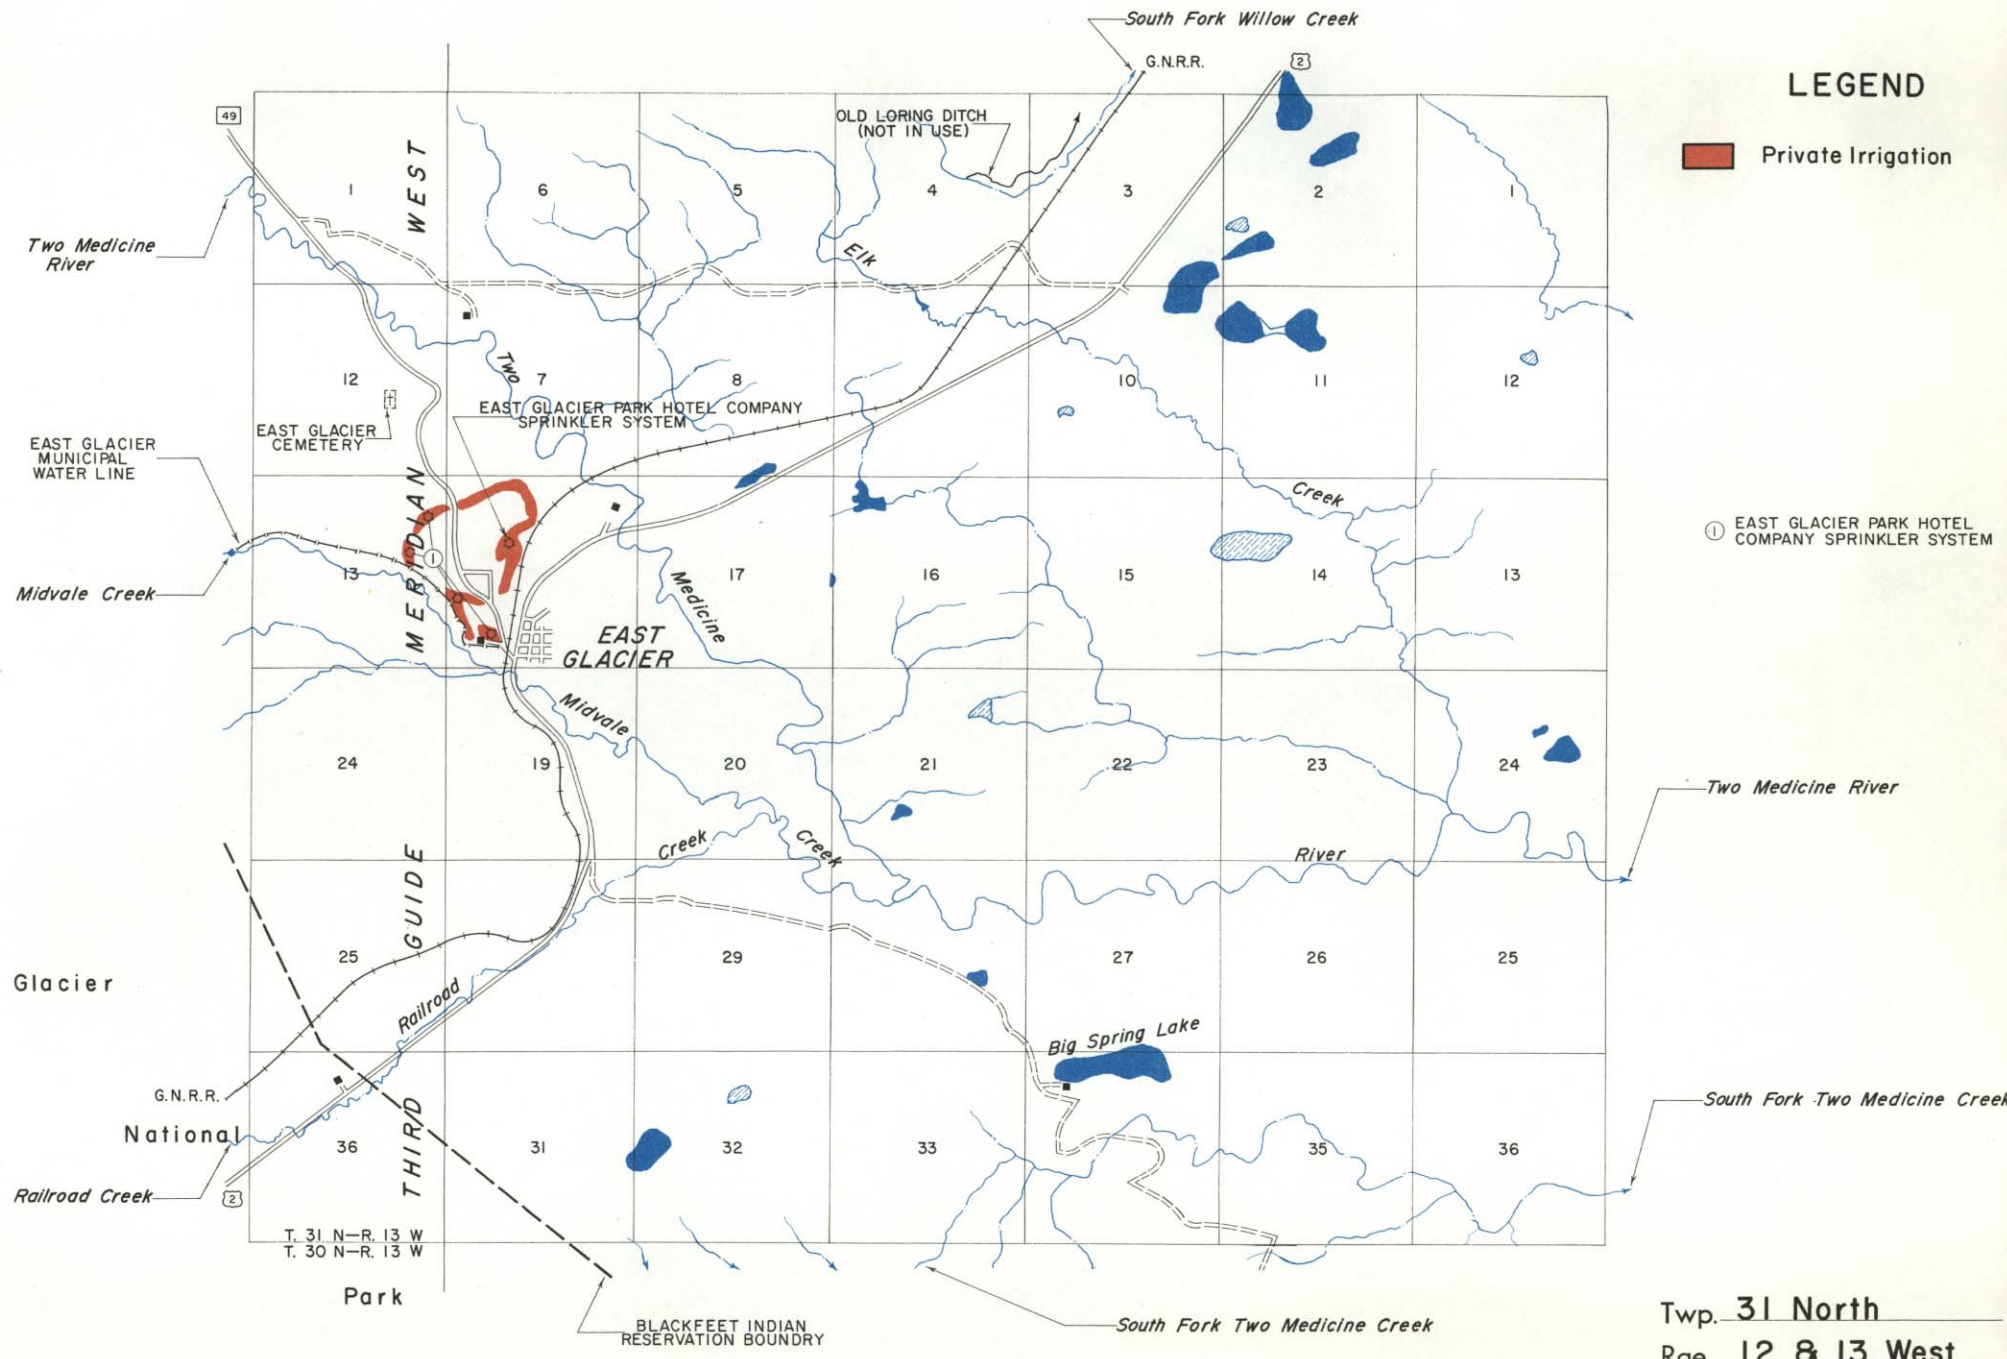 South Fork Willow Creek
G.N.R.R.
2
LEGEND
49
OLD LORING DITCH
(NOT IN USE)
Private Irrigation
WEST
1
6
5
4
3
2
1
Two Medicine
River
Elk
Two
12
7
8
10
11
12
EAST GLACIER PARK HOTEL COMPANY
SPRINKLER SYSTEM
EAST GLACIER
CEMETERY
EAST GLACIER
MUNICIPAL
WATER LINE
MERIDIAN
Creek
1 EAST GLACIER PARK HOTEL
COMPANY SPRINKLER SYSTEM
1
13
17
16
15
14
13
Midvale Creek
Medicine
EAST
GLACIER
Midvale
24
19
20
21
22
23
24
Two Medicine River
Creek
Creek
River
GUIDE
25
29
27
26
25
Glacier
Railroad
Big Spring Lake
G.N.R.R.
National
THIRD
36
31
32
33
35
36
South Fork Two Medicine Creek
Railroad Creek
2
T. 31 N-R. 13 W
T. 30 N-R. 13 W
Park
BLACKFEET INDIAN
RESERVATION BOUNDRY
South Fork Two Medicine Creek
Twp. 31 North
Rge. 12 & 13 West